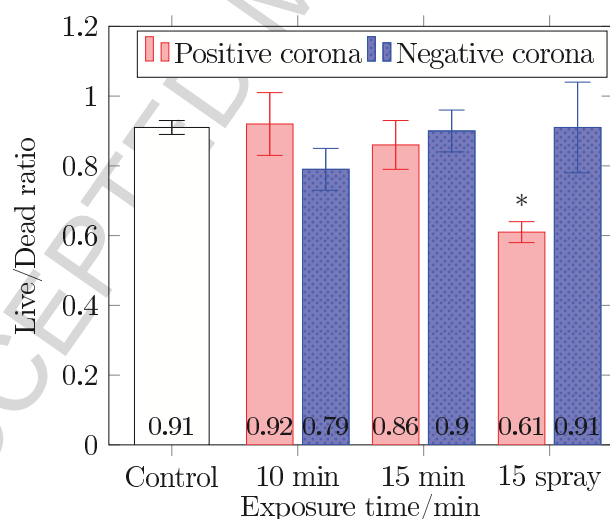 1.2
Positive corona Negative corona
1
0.8
0.6
0.4
0.2
0
Live/Dead ratio
*
0.91 0.92 0.79 0.86 0.9 0.61 0.91
Control 10 min 15 min 15 spray
Exposure time/min